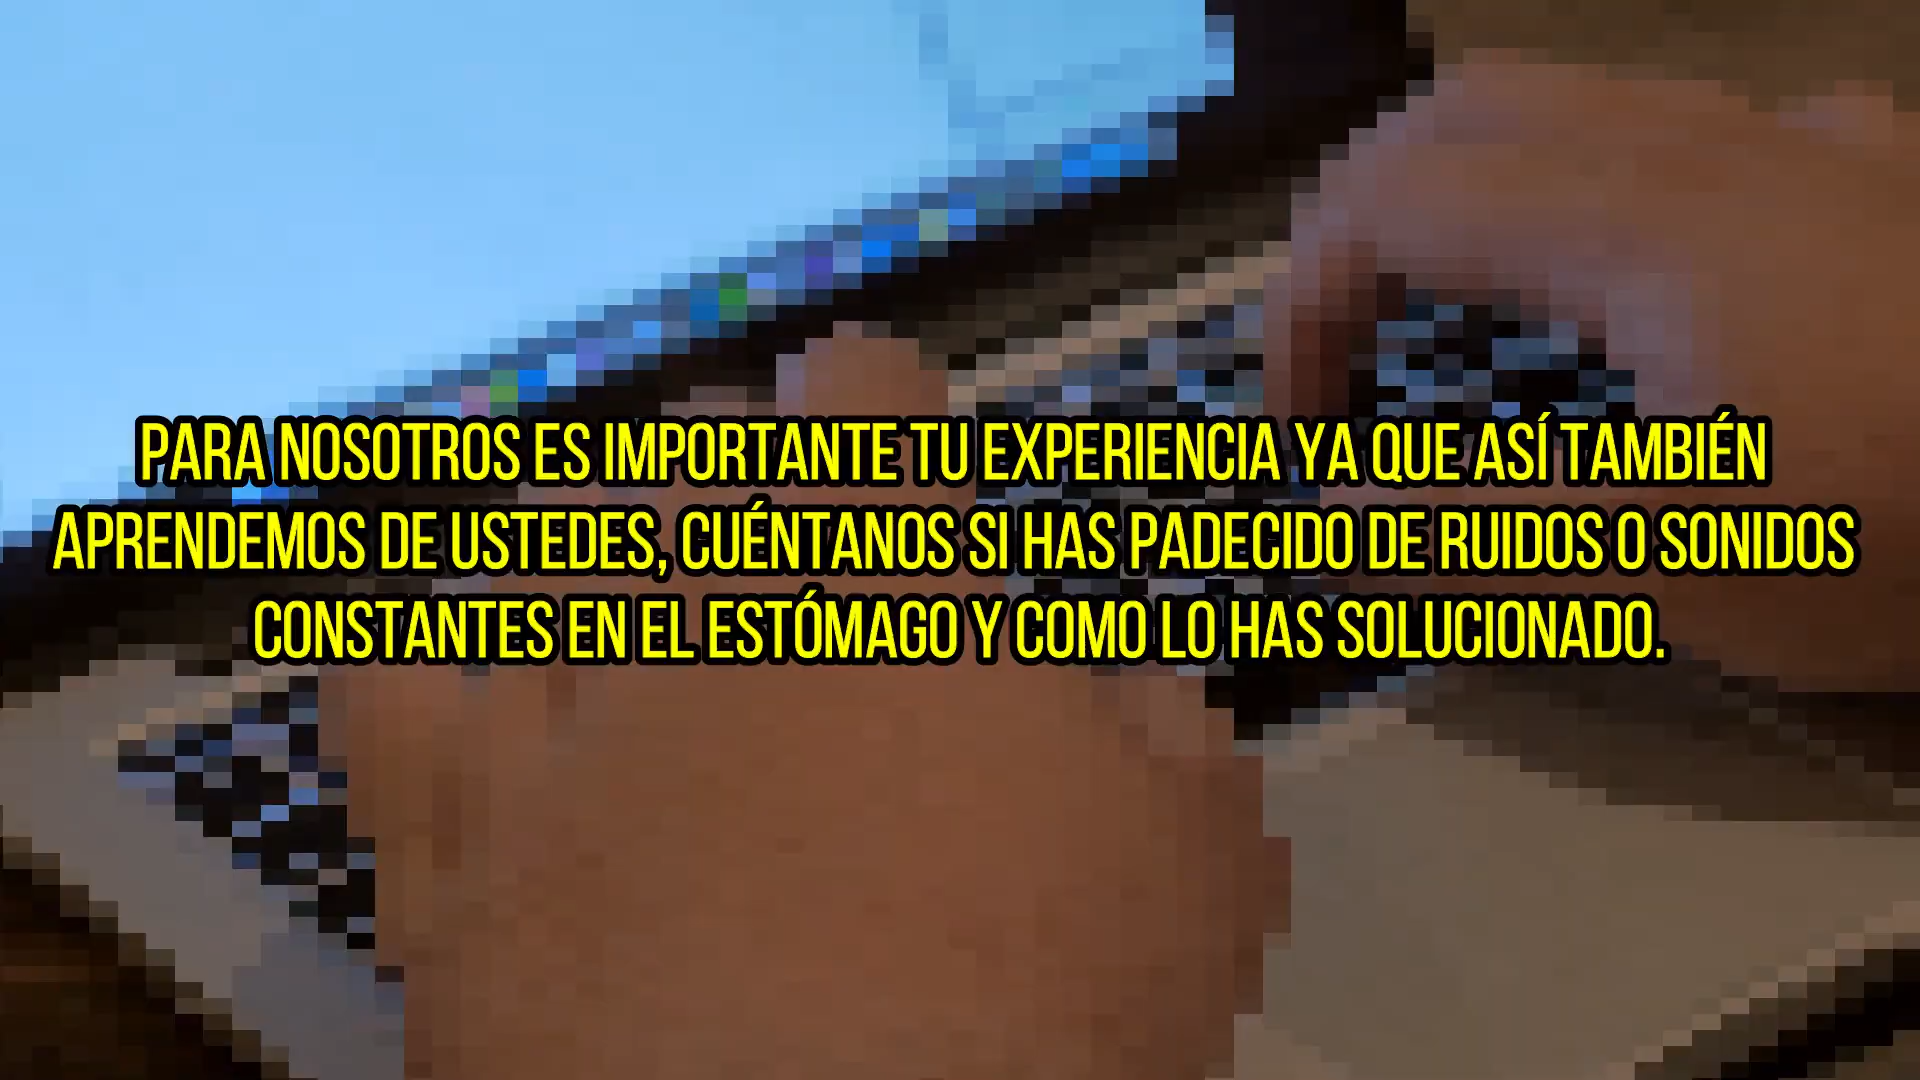 PARA NOSOTROS ES IMPORTANTE TU EXPERIENCIA YA QUE ASÍ TAMBIÉN
APRENDEMOS DE USTEDES, CUÉNTANOS SI HAS PADECIDO DE RUIDOS O SONIDOS
CONSTANTES EN EL ESTÓMAGO Y COMO LO HAS SOLUCIONADO.